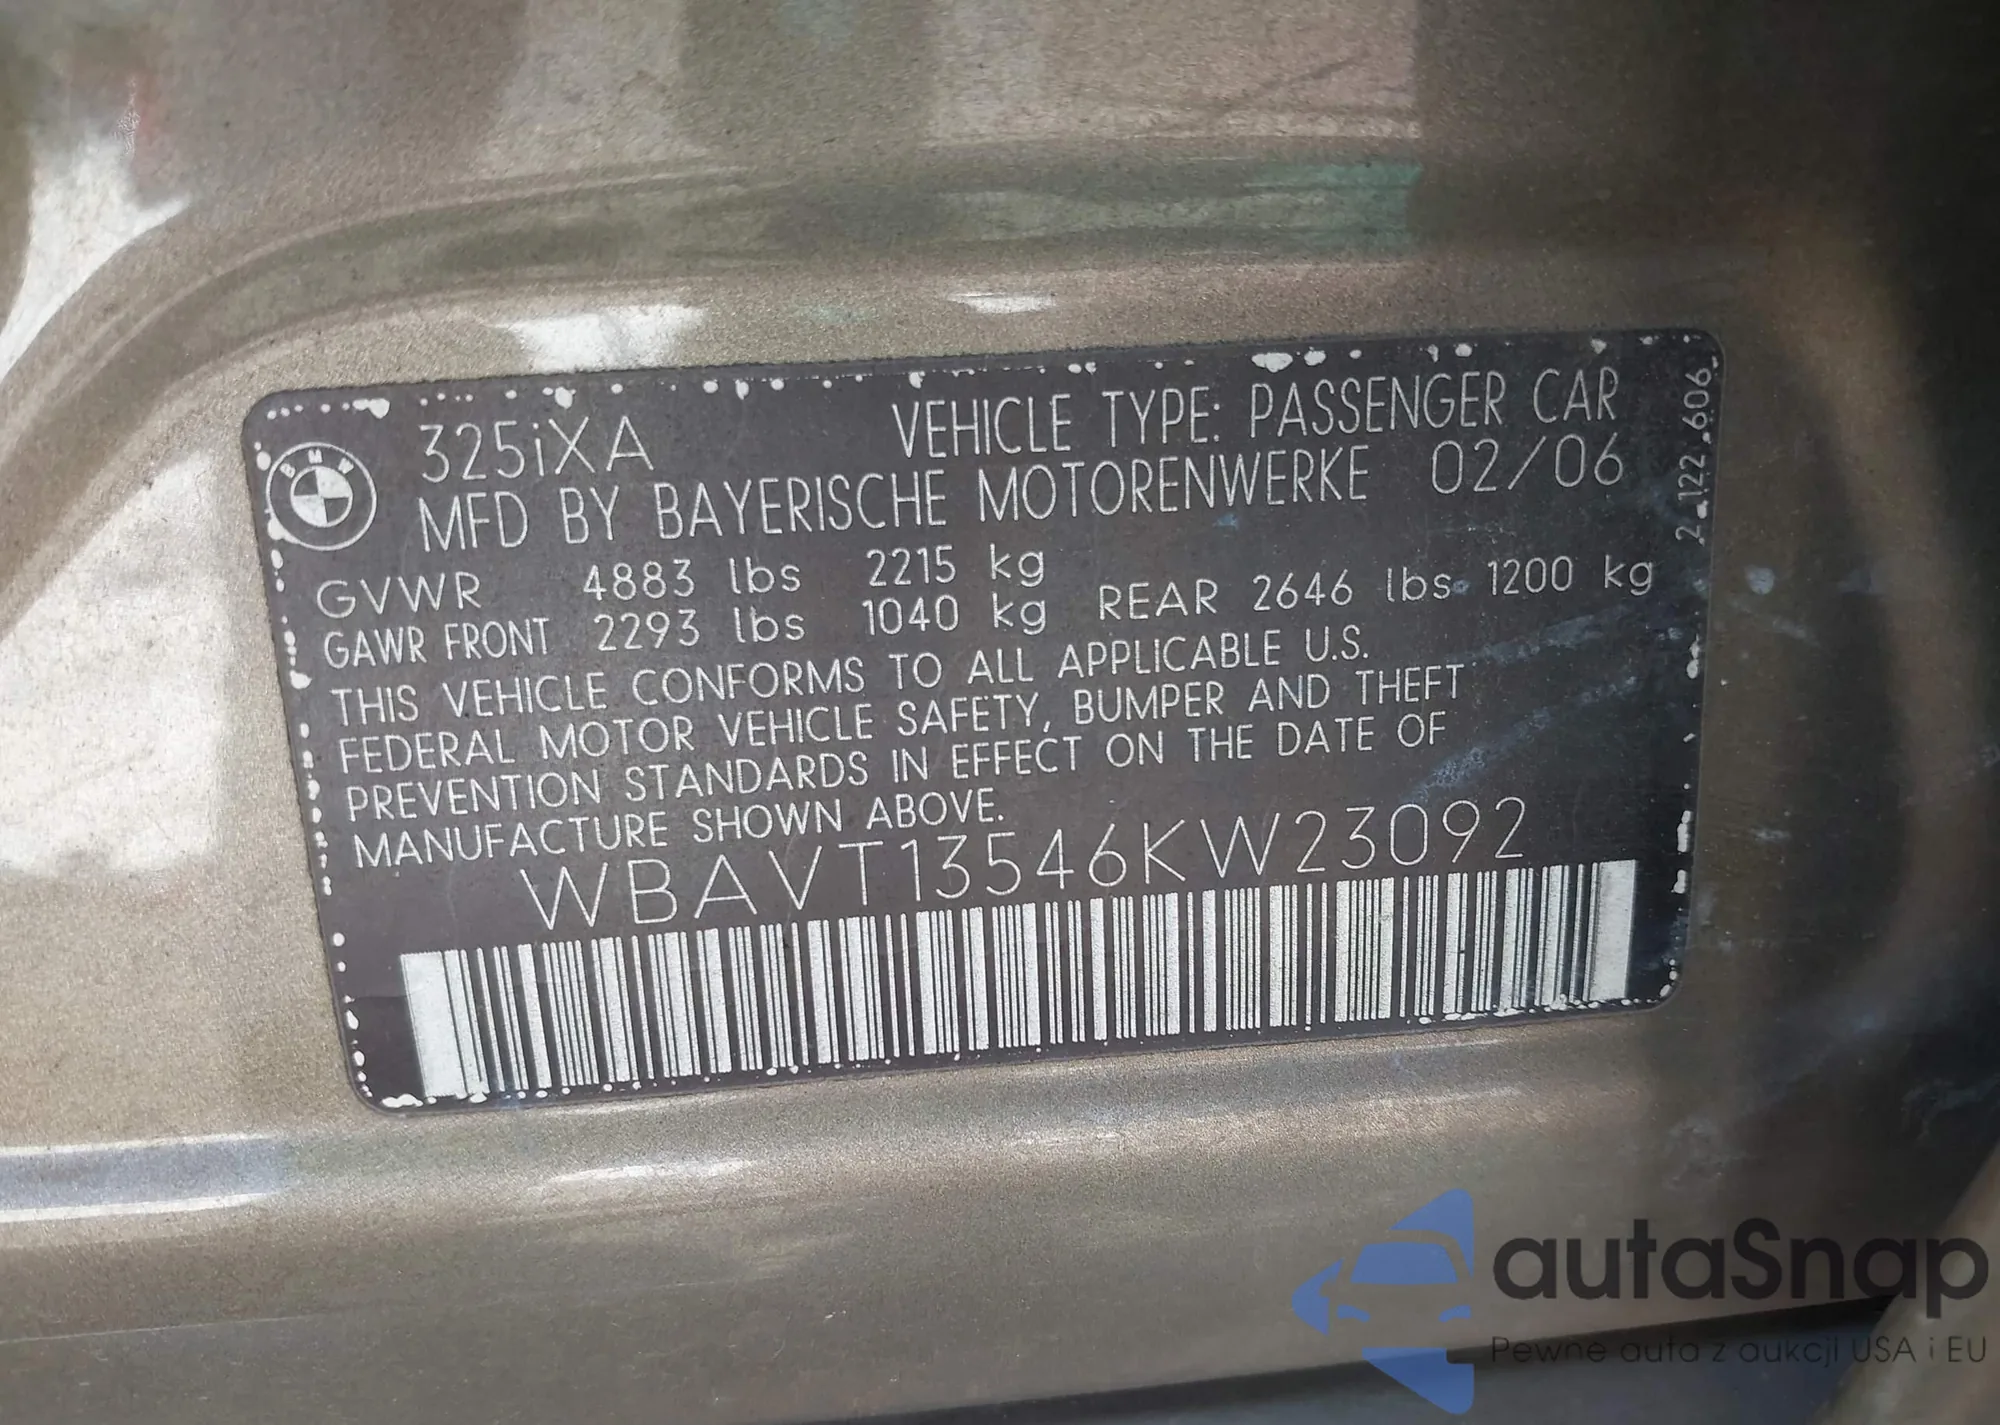 BMW
325iXA VEHICLE TYPE: PASSENGER CAR
MFD BY BAYERISCHE MOTORENWERKE 02/06
GVWR 4883 lbs 2215 kg
GAWR FRONT 2293 lbs 1040 kg REAR 2646 lbs 1200 kg
THIS VEHICLE CONFORMS TO ALL APPLICABLE U.S.
FEDERAL MOTOR VEHICLE SAFETY, BUMPER AND THEFT
PREVENTION STANDARDS IN EFFECT ON THE DATE OF
MANUFACTURE SHOWN ABOVE.
WBAVT13546KW23092
2.122.606
autaSnap
Pewne auta z aukcji USA i EU